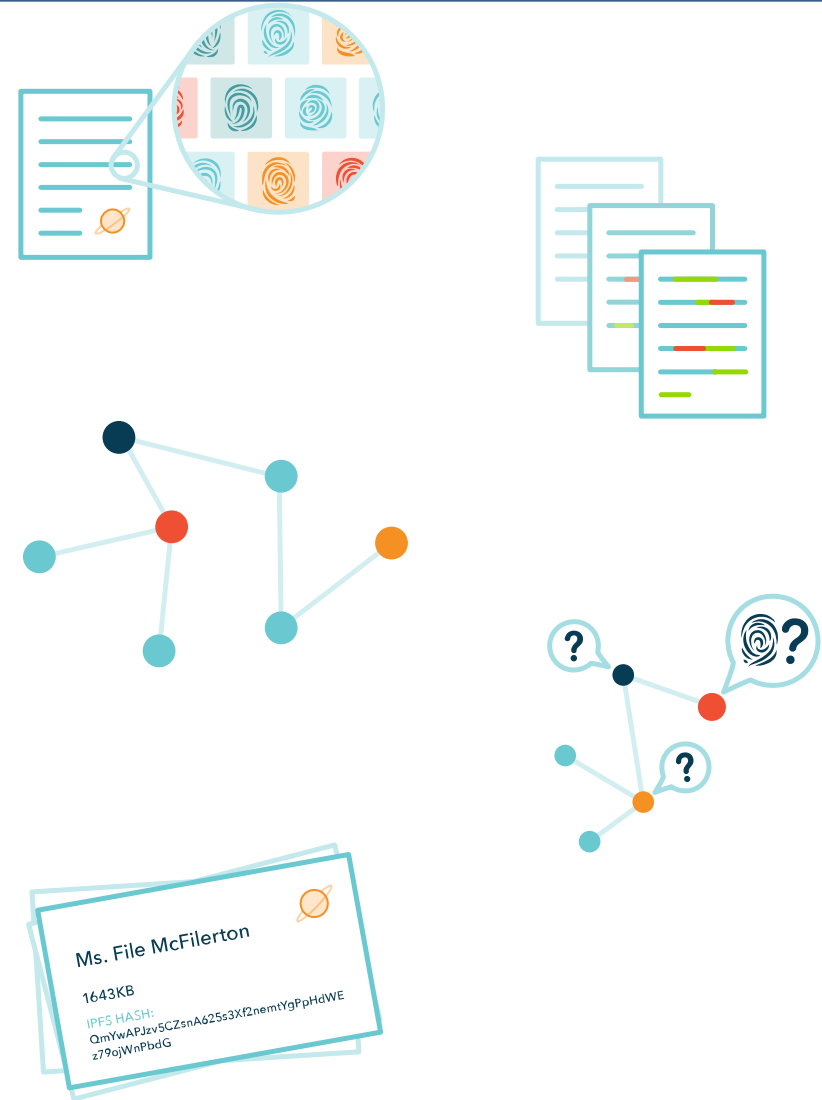 ?
?
?
Ms. File McFilerton
1643KB
IPFS HASH:
QmYwAPJzv5CZsnA625s3Xf2nemtYgPpHdWE
z79ojWnPbdG